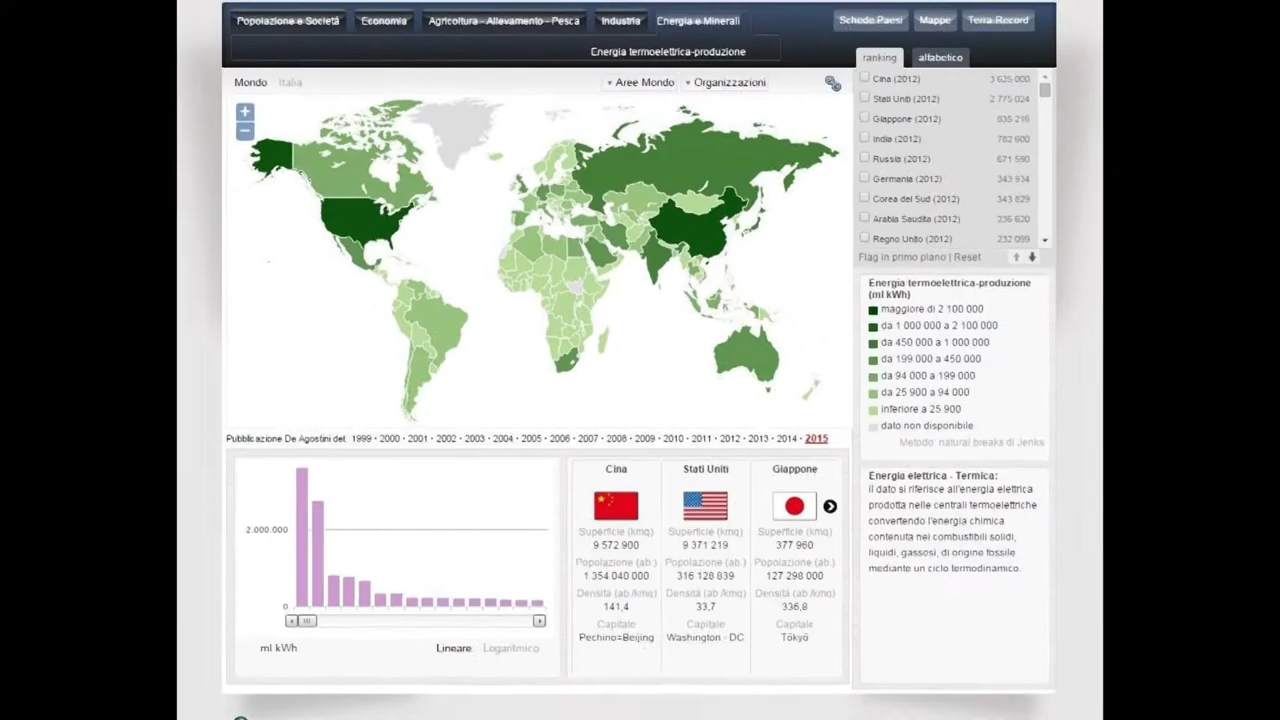 Popolazione e Società Economia Agricoltura - Allevamento - Pesca Industria Energia e Minerali Schede Paesi Mappe Terra Record
Energia termoelettrica-produzione
ranking alfabetico
Mondo Italia Aree Mondo Organizzazioni
Cina (2012) 3 625 000
Stati Uniti (2012) 2 775 024
Giappone (2012) 835 216
India (2012) 782 600
Russia (2012) 671 590
Germania (2012) 343 934
Corea del Sud (2012) 343 829
Arabia Saudita (2012) 236 620
Regno Unito (2012) 232 099
Flag in primo piano | Reset
Energia termoelettrica-produzione
(ml kWh)
maggiore di 2 100 000
da 1 000 000 a 2 100 000
da 450 000 a 1 000 000
da 199 000 a 450 000
da 94 000 a 199 000
da 25 900 a 94 000
inferiore a 25 900
dato non disponibile
Metodo: natural breaks di Jenks
Pubblicazione De Agostini del: 1999 • 2000 • 2001 • 2002 • 2003 • 2004 • 2005 • 2006 • 2007 • 2008 • 2009 • 2010 • 2011 • 2012 • 2013 • 2014 • 2015
2.000.000
0
ml kWh Lineare Logaritmico
Cina Stati Uniti Giappone
Superficie (kmq) Superficie (kmq) Superficie (kmq)
9 572 900 9 371 219 377 960
Popolazione (ab.) Popolazione (ab.) Popolazione (ab.)
1 354 040 000 316 128 839 127 298 000
Densità (ab./kmq) Densità (ab./kmq) Densità (ab./kmq)
141,4 33,7 336,8
Capitale Capitale Capitale
Pechino=Beijing Washington - DC Tōkyō
Energia elettrica - Termica:
Il dato si riferisce all'energia elettrica
prodotta nelle centrali termoelettriche
convertendo l'energia chimica
contenuta nei combustibili solidi,
liquidi, gassosi, di origine fossile
mediante un ciclo termodinamico.